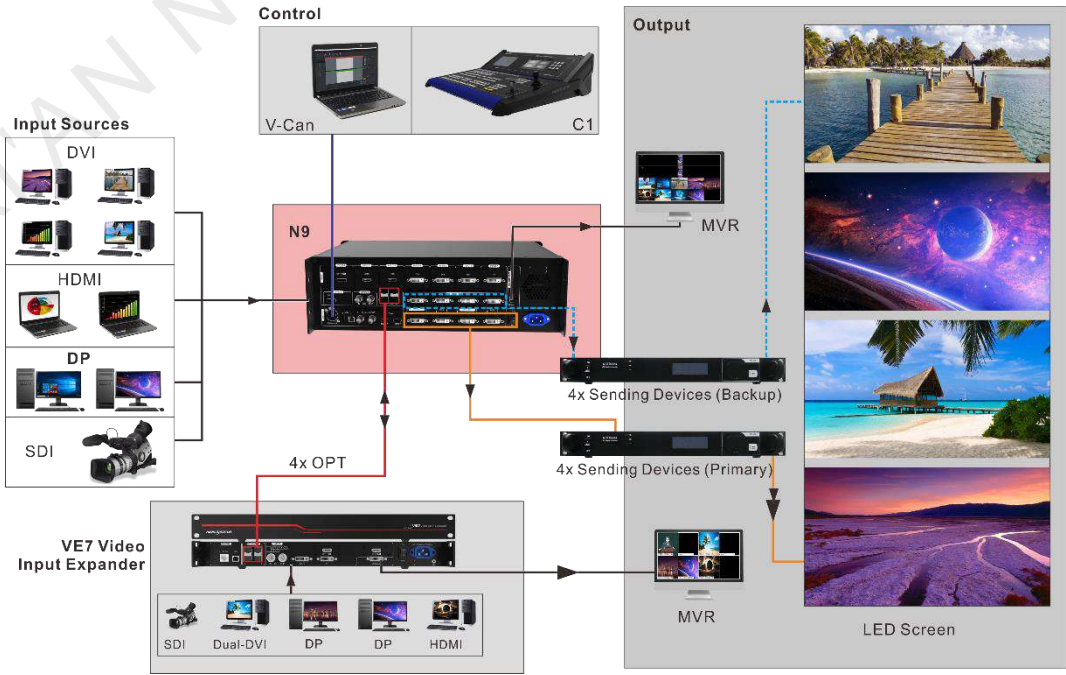 Control
V-Can
C1
Output
Input Sources
DVI
HDMI
DP
SDI
N9
MVR
4x Sending Devices (Backup)
4x Sending Devices (Primary)
4x OPT
VE7 Video
Input Expander
VE7
SDI
Dual-DVI
DP
DP
HDMI
MVR
LED Screen